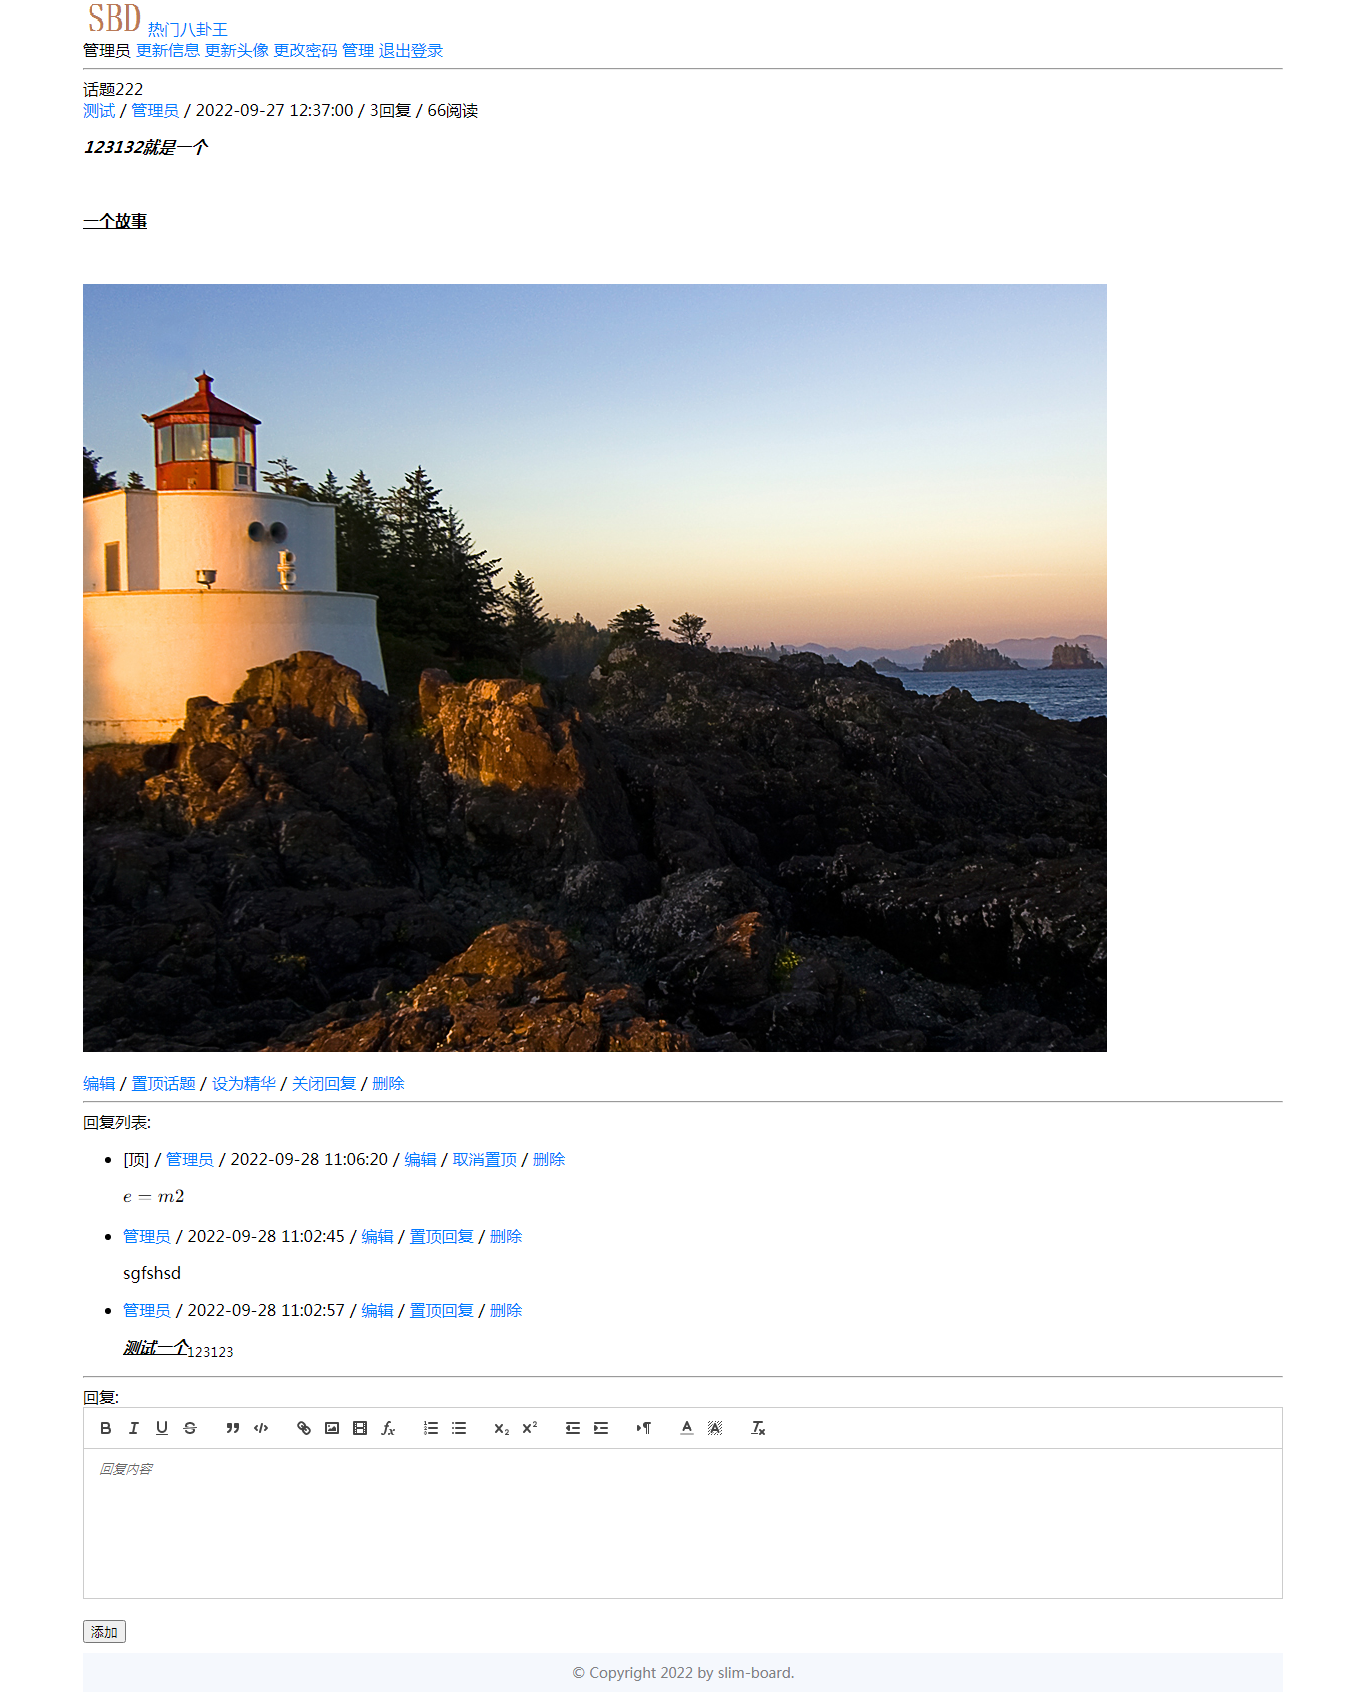 SBD 热门八卦王
管理员 更新信息 更新头像 更改密码 管理 退出登录
话题222
测试 / 管理员 / 2022-09-27 12:37:00 / 3回复 / 66阅读
123132就是一个
一个故事
编辑 / 置顶话题 / 设为精华 / 关闭回复 / 删除
回复列表:
[顶] / 管理员 / 2022-09-28 11:06:20 / 编辑 / 取消置顶 / 删除
e = m2
管理员 / 2022-09-28 11:02:45 / 编辑 / 置顶回复 / 删除
sgfshsd
管理员 / 2022-09-28 11:02:57 / 编辑 / 置顶回复 / 删除
测试一个123123
回复:
回复内容
添加
© Copyright 2022 by slim-board.